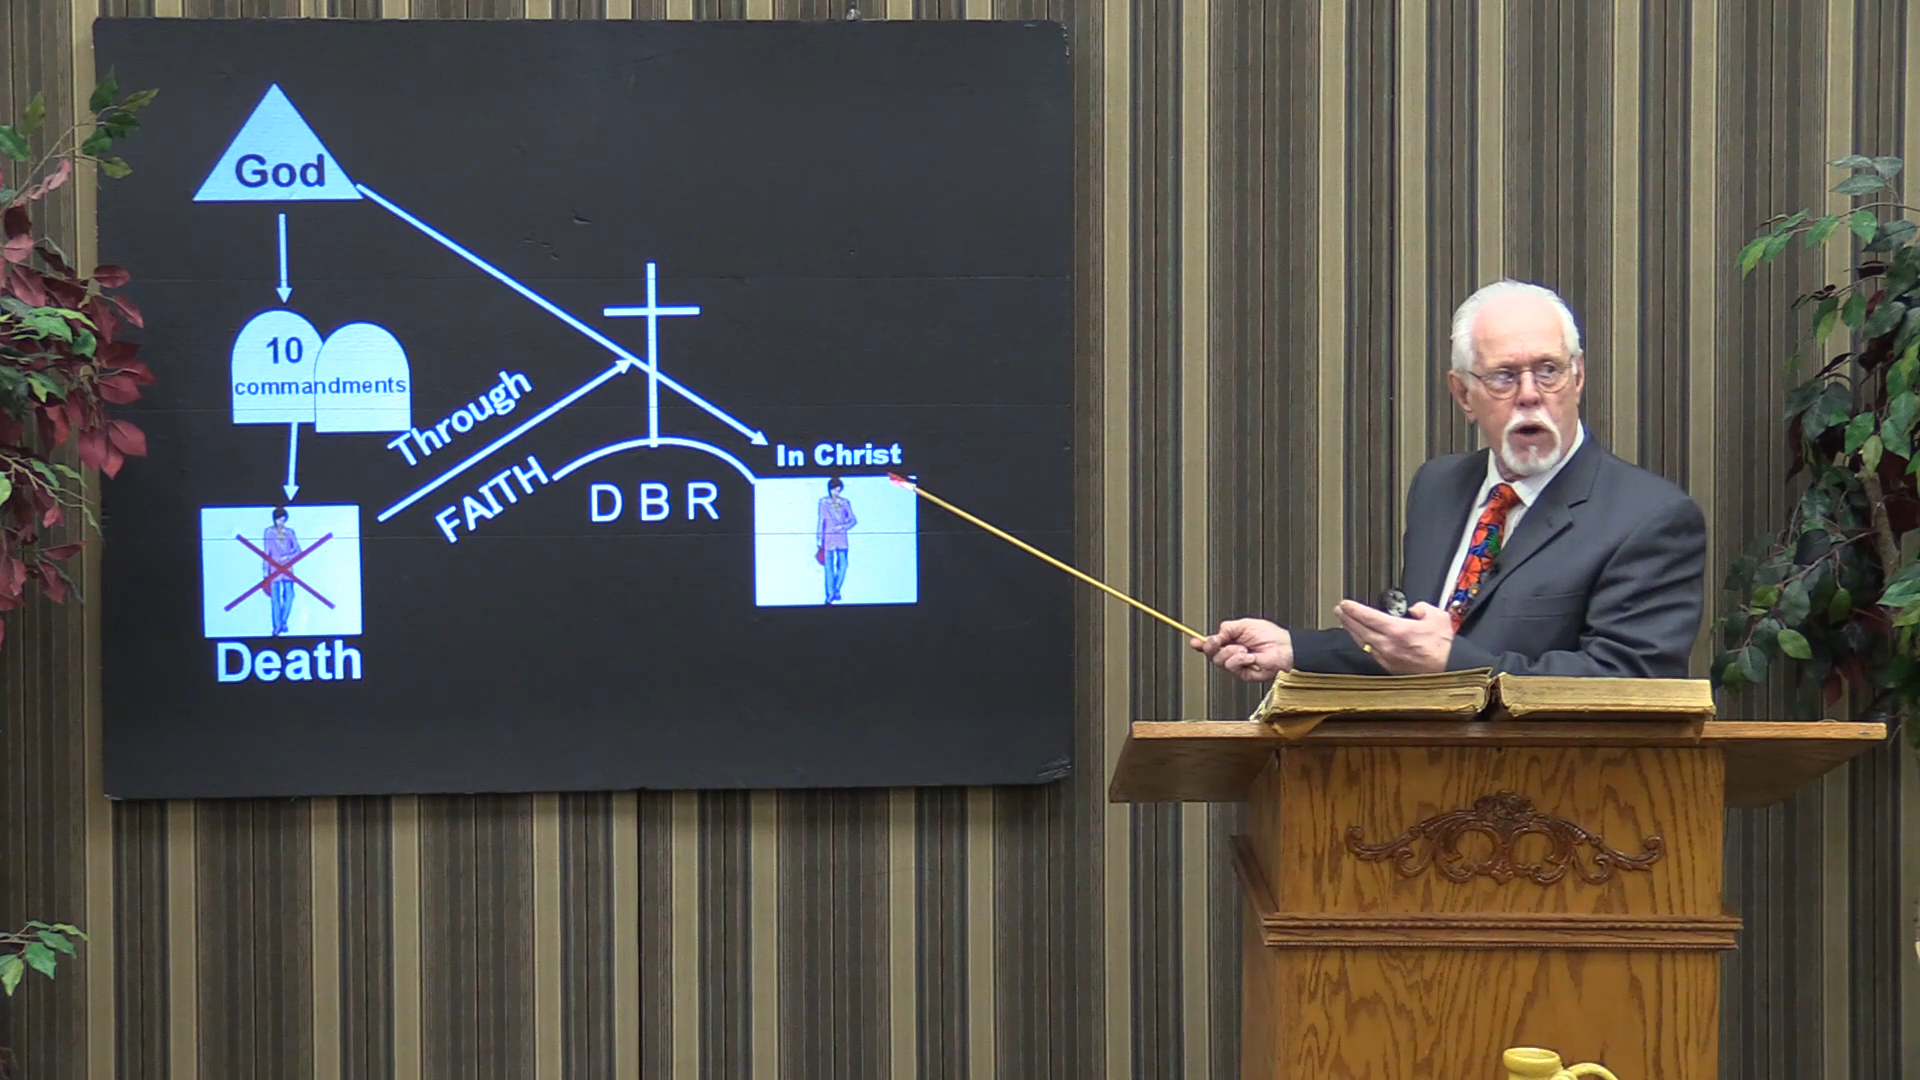 God
10
commandments
Through
FAITH
D B R
In Christ
Death